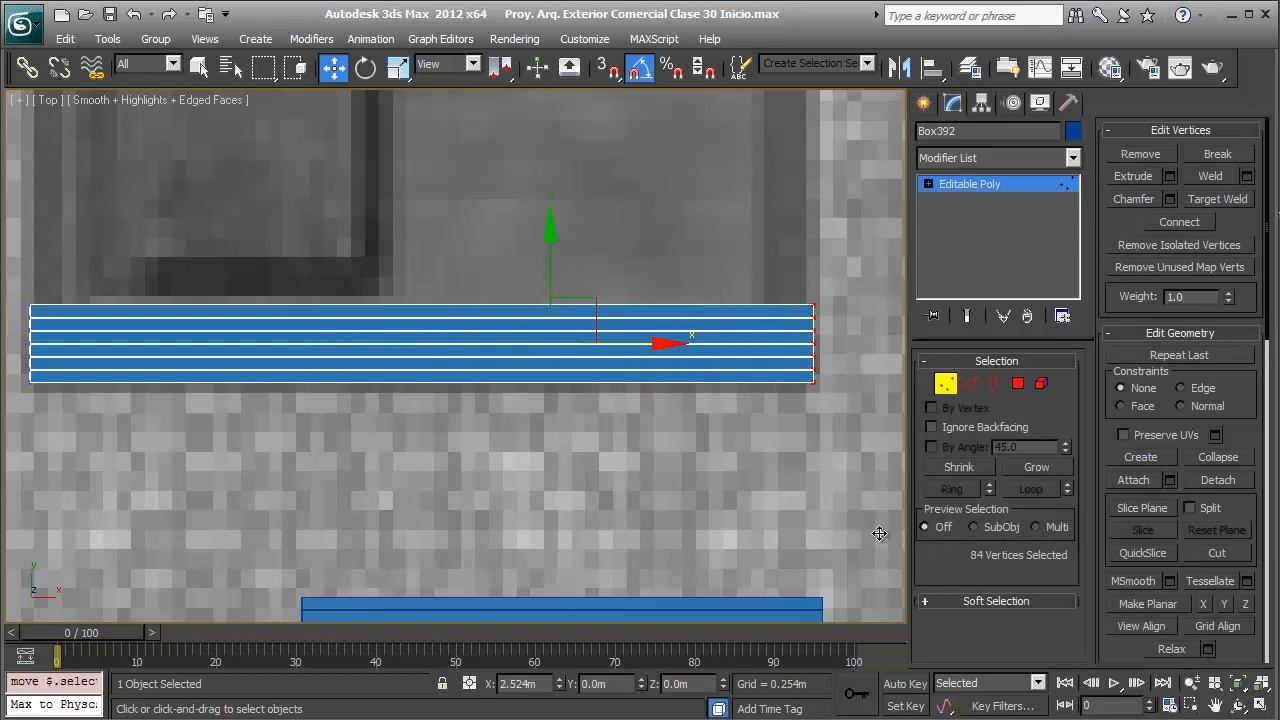 Autodesk 3ds Max 2012 x64 Proy. Arq. Exterior Comercial Clase 30 Inicio.max
Type a keyword or phrase
Edit Tools Group Views Create Modifiers Animation Graph Editors Rendering Customize MAXScript Help
All View 3 Create Selection Se
[ + ] [ Top ] [ Smooth + Highlights + Edged Faces ]
Box392
Modifier List
Editable Poly
Selection
By Vertex
Ignore Backfacing
By Angle: 45.0
Shrink Grow
Ring Loop
Preview Selection
Off SubObj Multi
84 Vertices Selected
Soft Selection
Edit Vertices
Remove Break
Extrude Weld
Chamfer Target Weld
Connect
Remove Isolated Vertices
Remove Unused Map Verts
Weight: 1.0
Edit Geometry
Repeat Last
Constraints
None Edge
Face Normal
Preserve UVs
Create Collapse
Attach Detach
Slice Plane Split
Slice Reset Plane
QuickSlice Cut
MSmooth Tessellate
Make Planar X Y Z
View Align Grid Align
Relax
x
y
z x
< 0 / 100 >
0 10 20 30 40 50 60 70 80 90 100
move $.selec
Max to Physc
1 Object Selected X: 2.524m Y: 0.0m Z: 0.0m Grid = 0.254m
Click or click-and-drag to select objects Add Time Tag
Auto Key Selected
Set Key Key Filters... 0